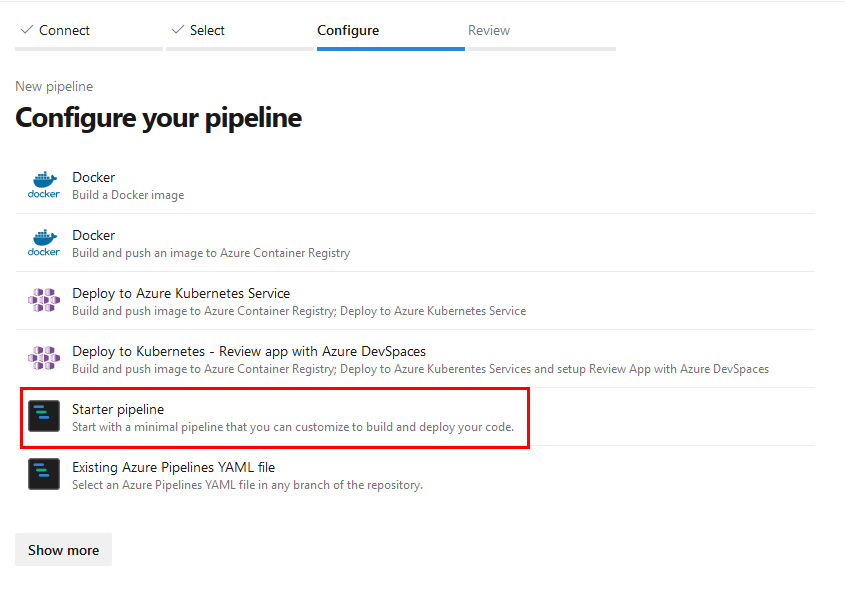 Connect
Select
Configure
Review
New pipeline
Configure your pipeline
docker
Docker
Build a Docker image
docker
Docker
Build and push an image to Azure Container Registry
Deploy to Azure Kubernetes Service
Build and push image to Azure Container Registry; Deploy to Azure Kubernetes Service
Deploy to Kubernetes - Review app with Azure DevSpaces
Build and push image to Azure Container Registry; Deploy to Azure Kuberentes Services and setup Review App with Azure DevSpaces
Starter pipeline
Start with a minimal pipeline that you can customize to build and deploy your code.
Existing Azure Pipelines YAML file
Select an Azure Pipelines YAML file in any branch of the repository.
Show more